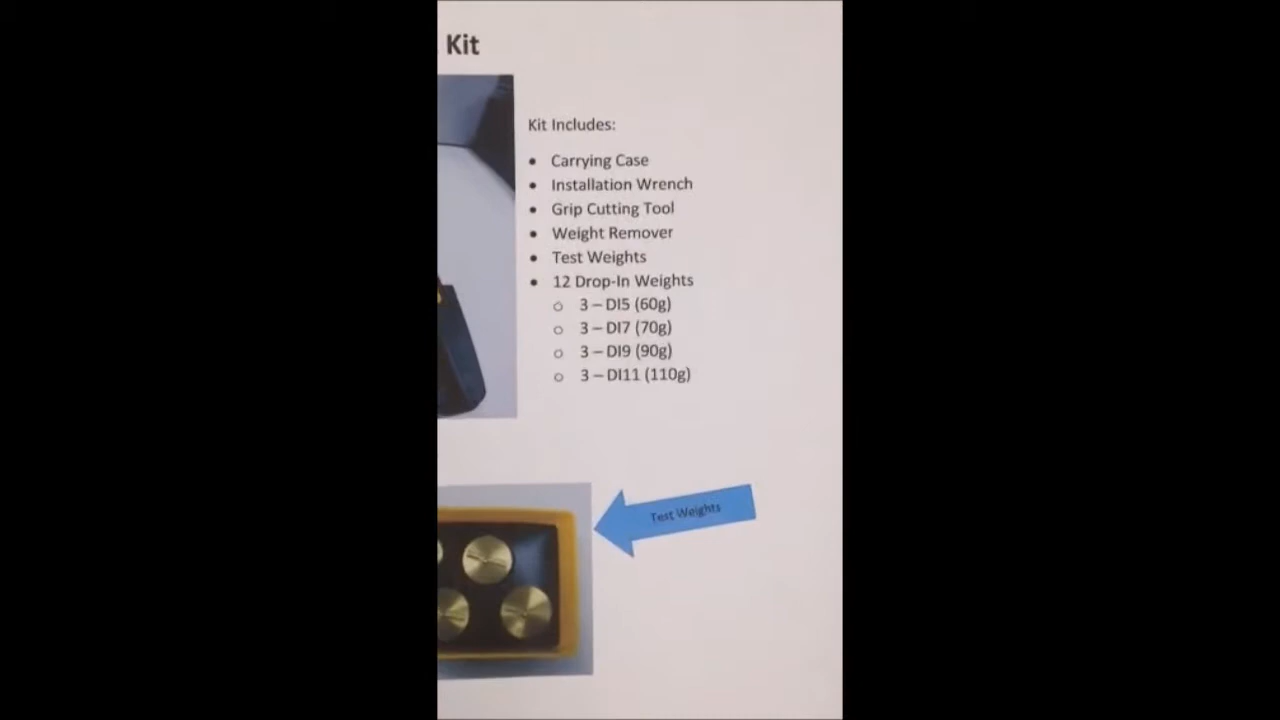 Kit
Kit Includes:
• Carrying Case
• Installation Wrench
• Grip Cutting Tool
• Weight Remover
• Test Weights
• 12 Drop-In Weights
o 3 – DI5 (60g)
o 3 – DI7 (70g)
o 3 – DI9 (90g)
o 3 – DI11 (110g)
Test Weights